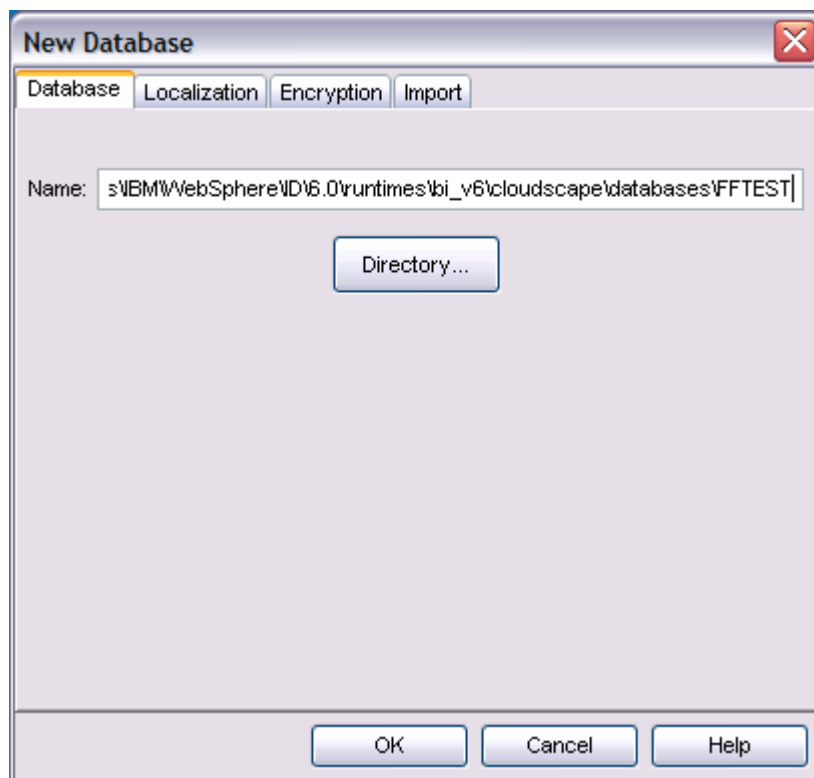 New Database
Database Localization Encryption Import
Name: s\IBM\WebSphere\ID\6.0\runtimes\bi_v6\cloudscape\databases\FFTEST
Directory...
OK Cancel Help